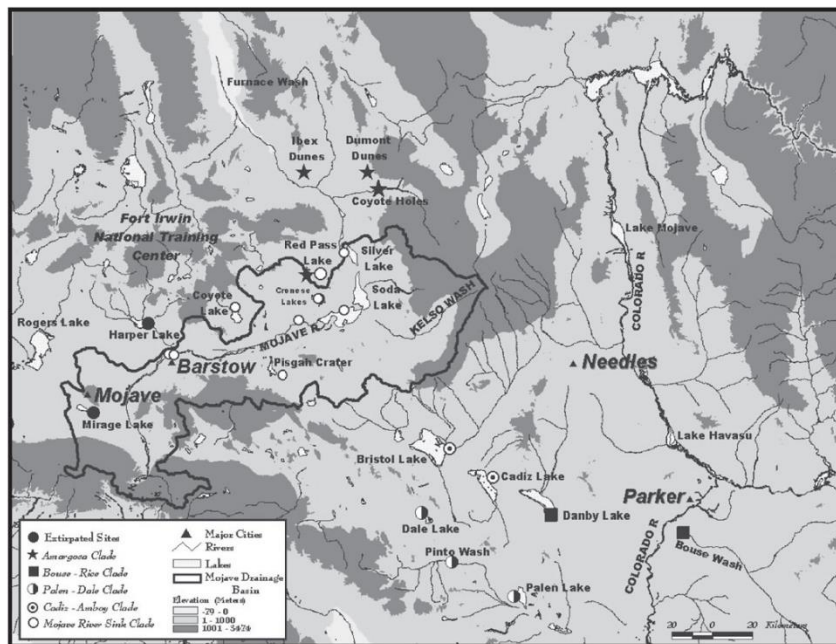 Furnace Wash
Ibex
Dunes
Dumont
Dunes
Coyote Holes
Fort Irwin
National Training
Center
Red Pass
Lake
Silver
Lake
Lake Mojave
COLORADO R
Coyote
Lake
Cronese
Lakes
Soda
Lake
KELSO WASH
Rogers Lake
Harper Lake
MOJAVE R
Barstow
Pisgah Crater
Needles
Mojave
Mirage Lake
Lake Havasu
Bristol Lake
Cadiz Lake
Parker
Dale Lake
Danby Lake
COLORADO R
Bouse Wash
Pinto Wash
Palen Lake
Extirpated Sites
Amargosa Clade
Bouse - Rice Clade
Palen - Dale Clade
Cadiz - Amboy Clade
Mojave River Sink Clade
Major Cities
Rivers
Lakes
Mojave Drainage
Basin
Elevation (Meters)
-79 - 0
1 - 1000
1001 - 5474
20 0 20 Kilometers